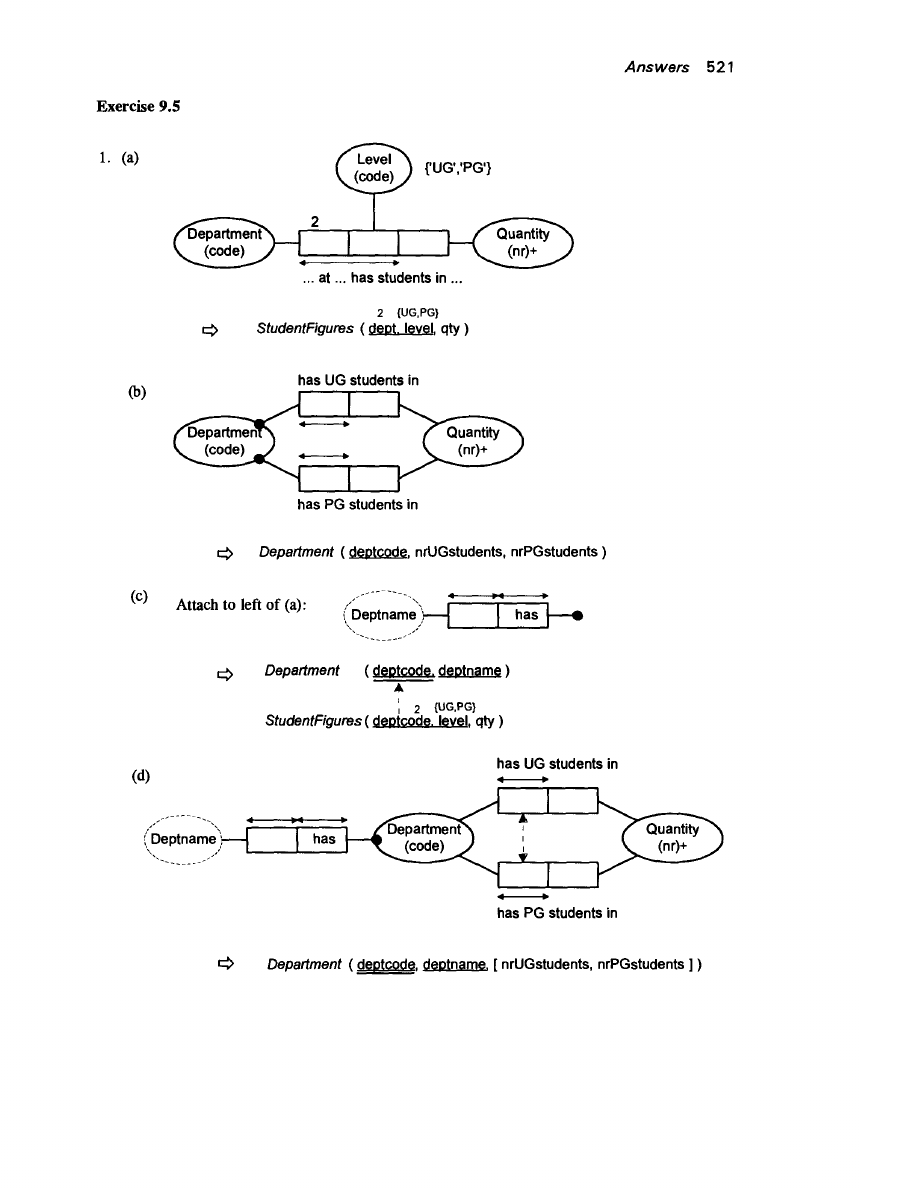 Answers 521
Exercise 9.5
1. (a)
Level
(code)
{'UG','PG'}
2
Department
(code)
Quantity
(nr)+
... at ... has students in ...
2 {UG,PG}
⇨ StudentFigures ( dept, level, qty )
(b)
has UG students in
Department
(code)
Quantity
(nr)+
has PG students in
⇨ Department ( deptcode, nrUGstudents, nrPGstudents )
(c) Attach to left of (a):
Deptname
has
⇨ Department ( deptcode, deptname )
2 {UG,PG}
StudentFigures ( deptcode, level, qty )
(d)
has UG students in
Deptname
has
Department
(code)
Quantity
(nr)+
has PG students in
⇨ Department ( deptcode, deptname, [ nrUGstudents, nrPGstudents ] )